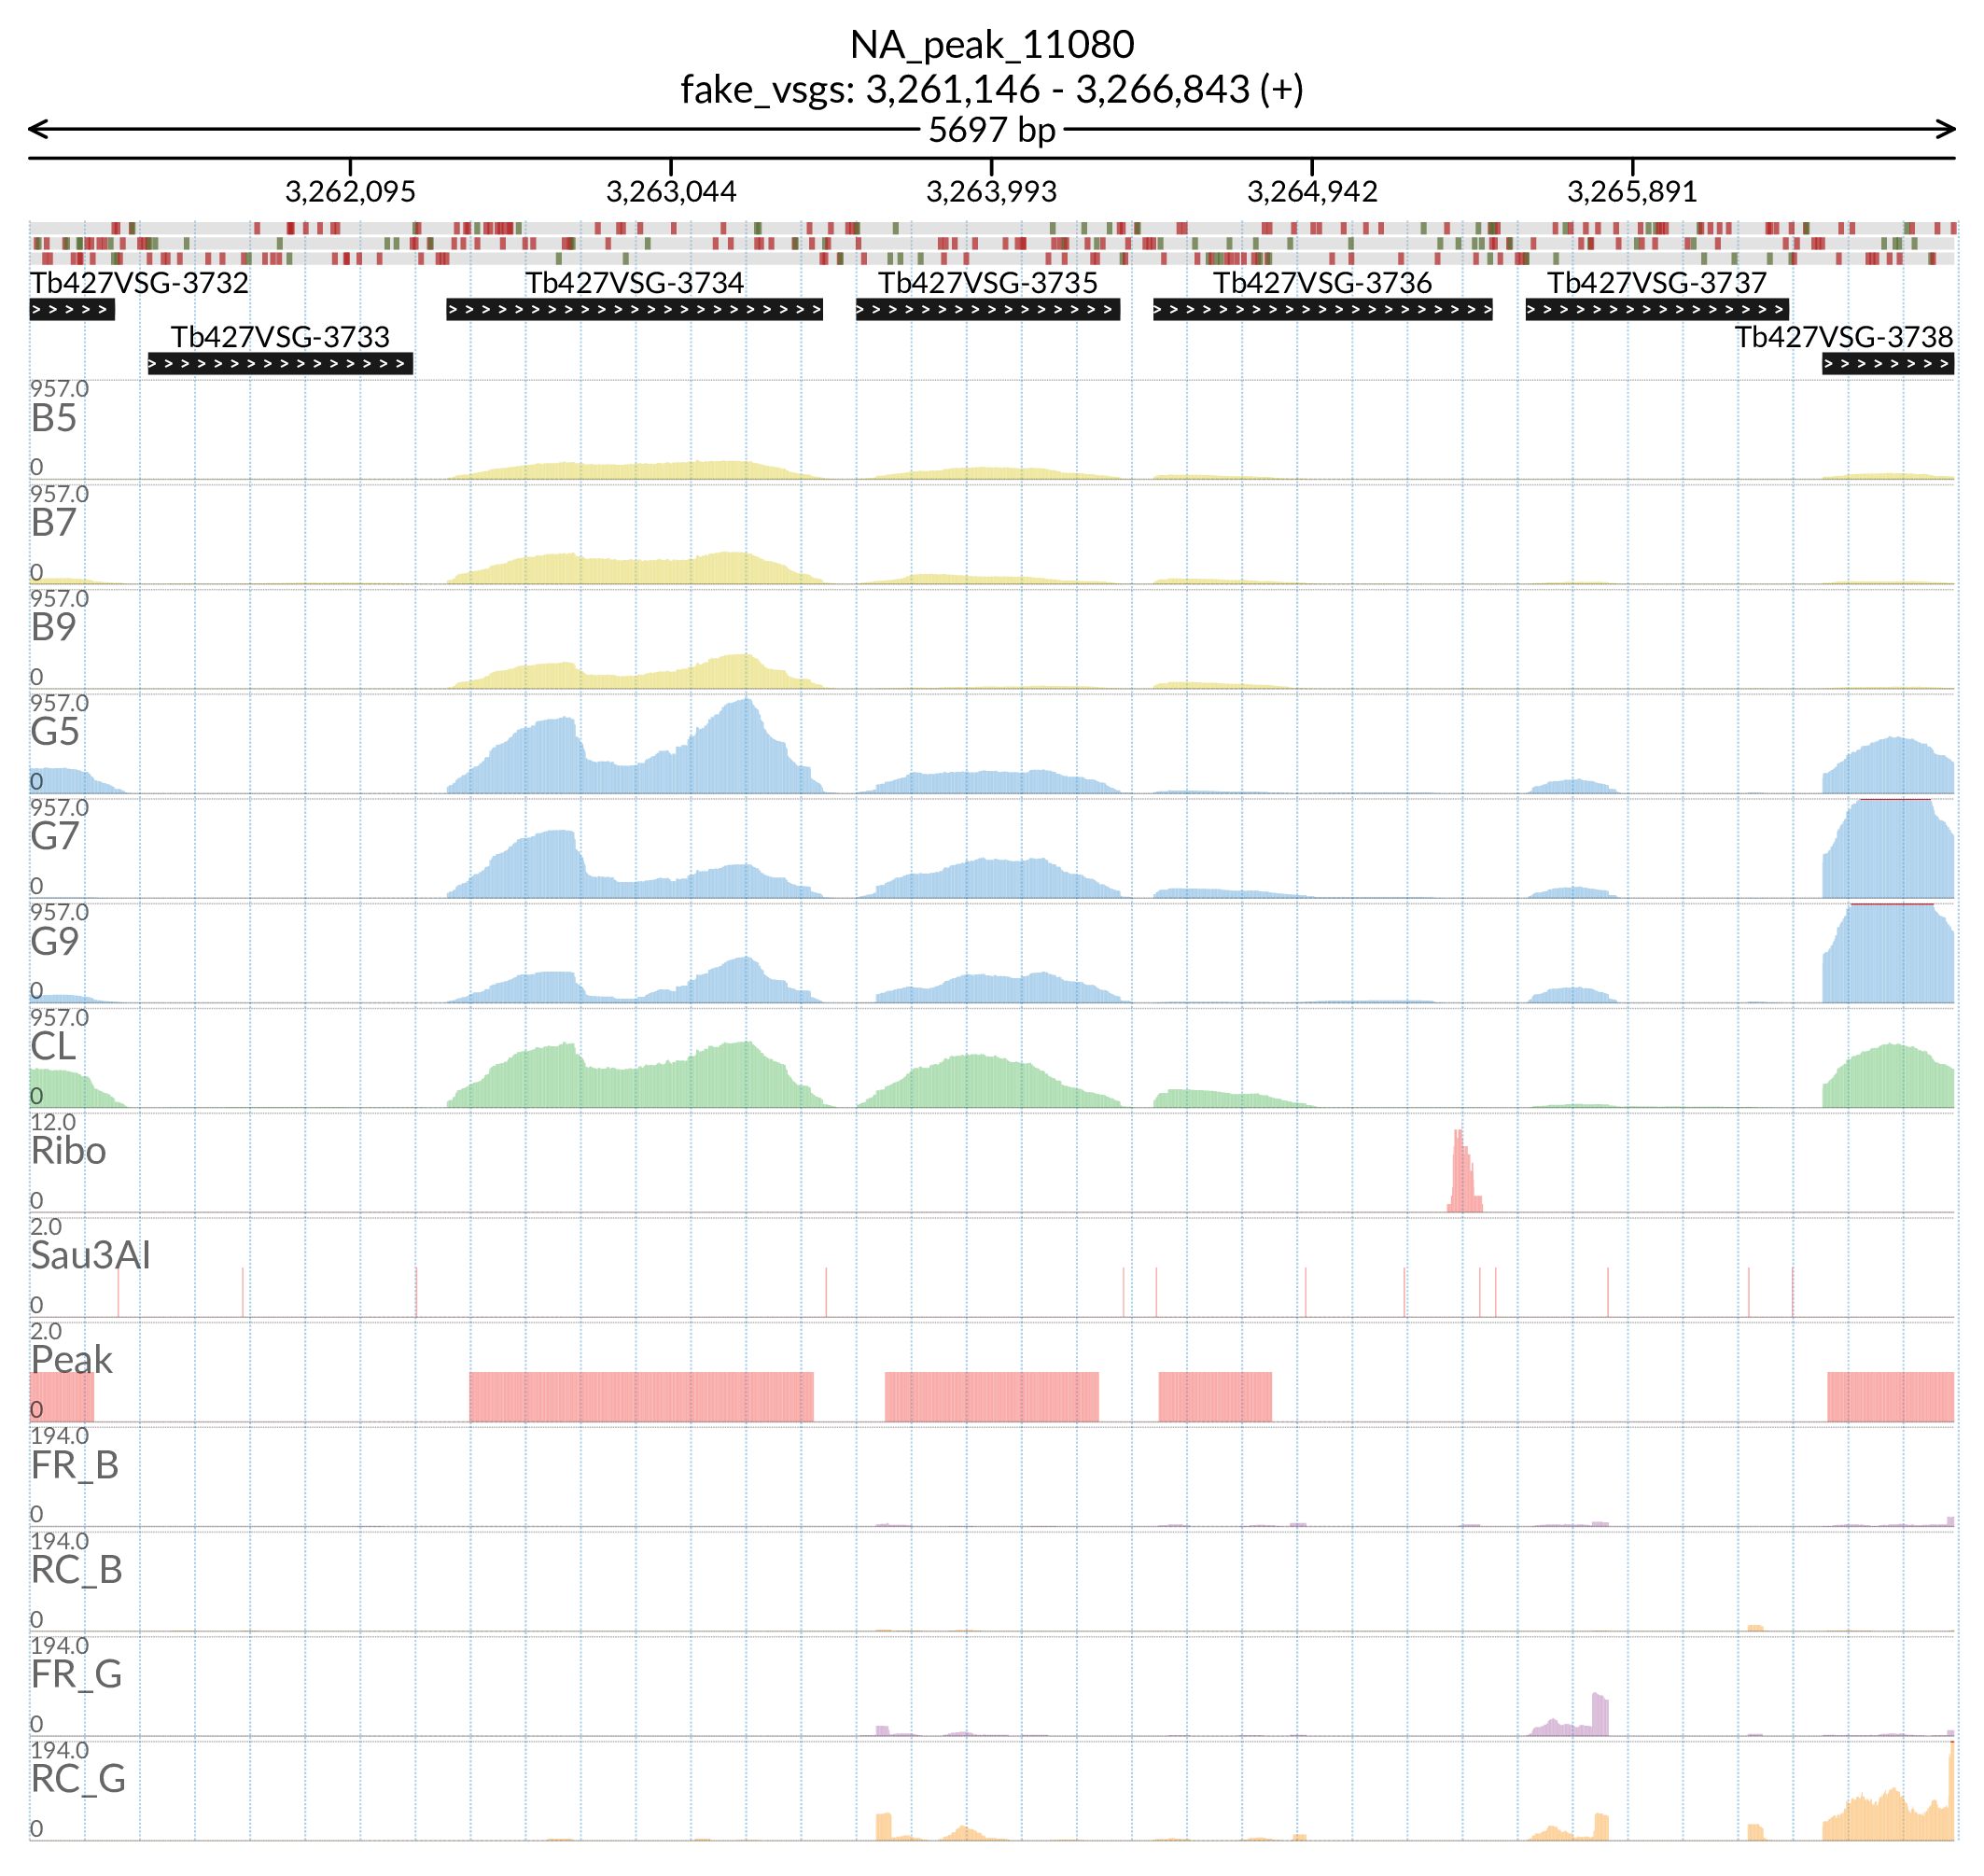 NA_peak_11080
fake_vsgs: 3,261,146 - 3,266,843 (+)
5697 bp
3,262,095 3,263,044 3,263,993 3,264,942 3,265,891
Tb427VSG-3732 Tb427VSG-3734 Tb427VSG-3735 Tb427VSG-3736 Tb427VSG-3737
Tb427VSG-3733 Tb427VSG-3738
957.0
B5
0
957.0
B7
0
957.0
B9
0
957.0
G5
0
957.0
G7
0
957.0
G9
0
957.0
CL
0
12.0
Ribo
0
2.0
Sau3AI
0
2.0
Peak
0
194.0
FR_B
0
194.0
RC_B
0
194.0
FR_G
0
194.0
RC_G
0